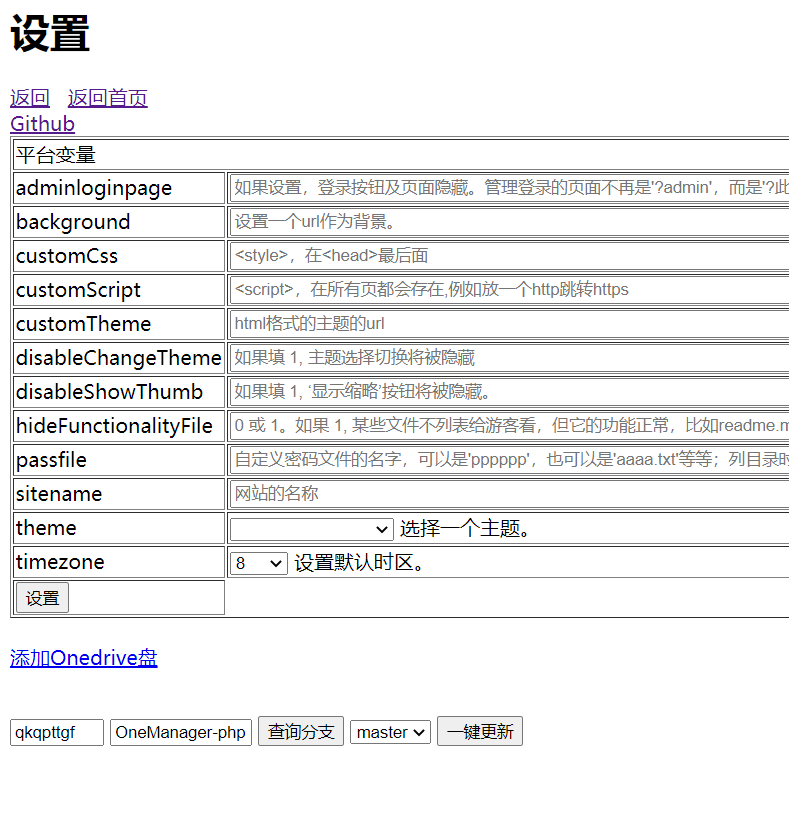 设置
返回 返回首页
Github
平台变量
adminloginpage 如果设置，登录按钮及页面隐藏。管理登录的页面不再是'?admin'，而是'?此
background 设置一个url作为背景。
customCss <style>，在<head>最后面
customScript <script>，在所有页都会存在,例如放一个http跳转https
customTheme html格式的主题的url
disableChangeTheme 如果填 1, 主题选择切换将被隐藏
disableShowThumb 如果填 1, ‘显示缩略’按钮将被隐藏。
hideFunctionalityFile 0 或 1。如果 1, 某些文件不列表给游客看，但它的功能正常，比如readme.m
passfile 自定义密码文件的名字，可以是'pppppp'，也可以是'aaaa.txt'等等；列目录时
sitename 网站的名称
theme 选择一个主题。
timezone 8 设置默认时区。
设置
添加Onedrive盘
qkqpttgf OneManager-php 查询分支 master 一键更新